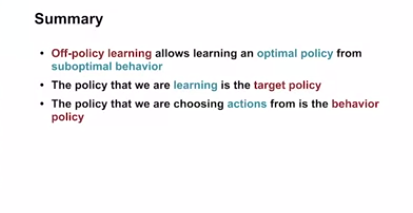 Summary
• Off-policy learning allows learning an optimal policy from
suboptimal behavior
• The policy that we are learning is the target policy
• The policy that we are choosing actions from is the behavior
policy